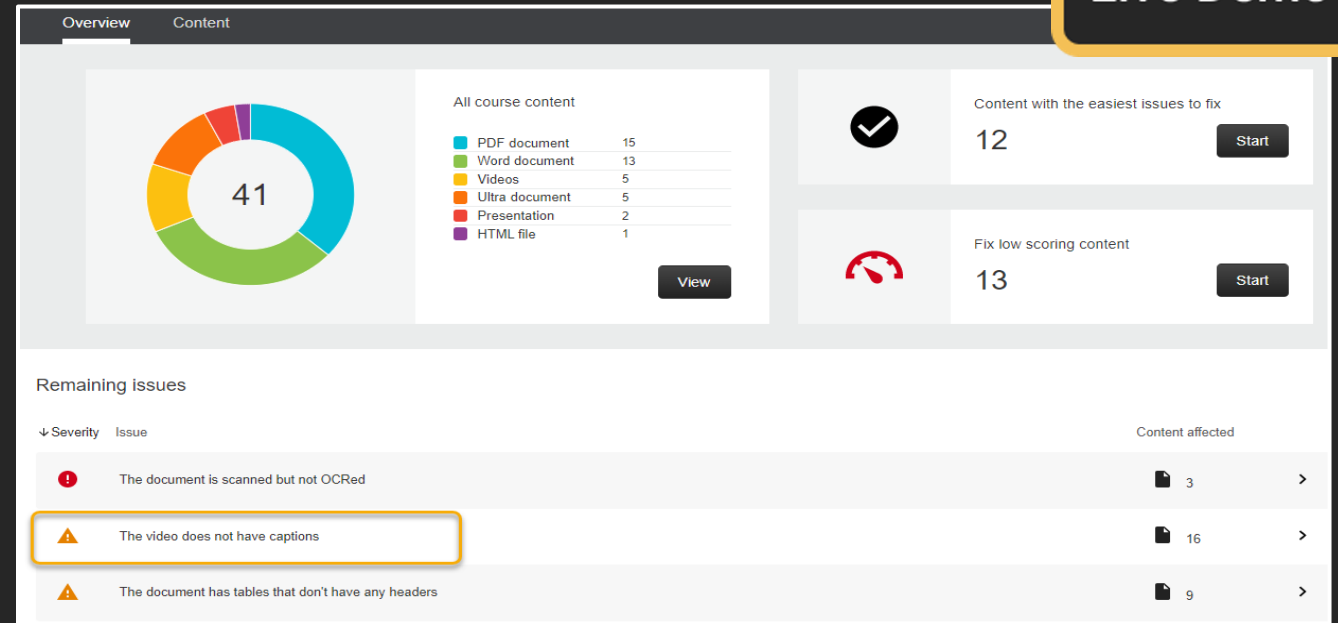 Live Demo
Overview Content
41
All course content
PDF document 15
Word document 13
Videos 5
Ultra document 5
Presentation 2
HTML file 1
View
Content with the easiest issues to fix
12
Start
Fix low scoring content
13
Start
Remaining issues
Severity Issue Content affected
The document is scanned but not OCRed 3
The video does not have captions 16
The document has tables that don't have any headers 9